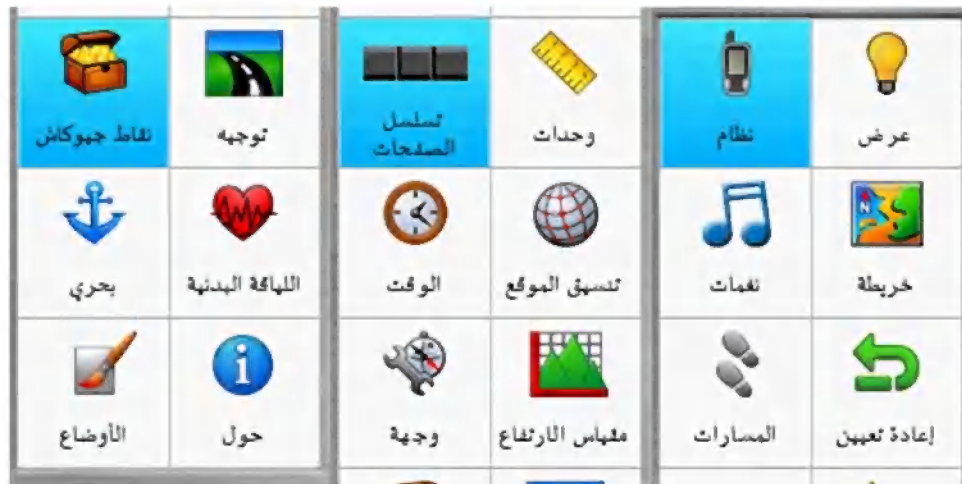 عرض
نظام
خريطة
نغمات
إعادة تعيين
المسارات
وحدات
تسلسل
الصفحات
تنسيق الموقع
الوقت
مقياس الارتفاع
وجهة
توجيه
نقاط جيوكاش
اللياقة البدنية
بحري
حول
الأوضاع